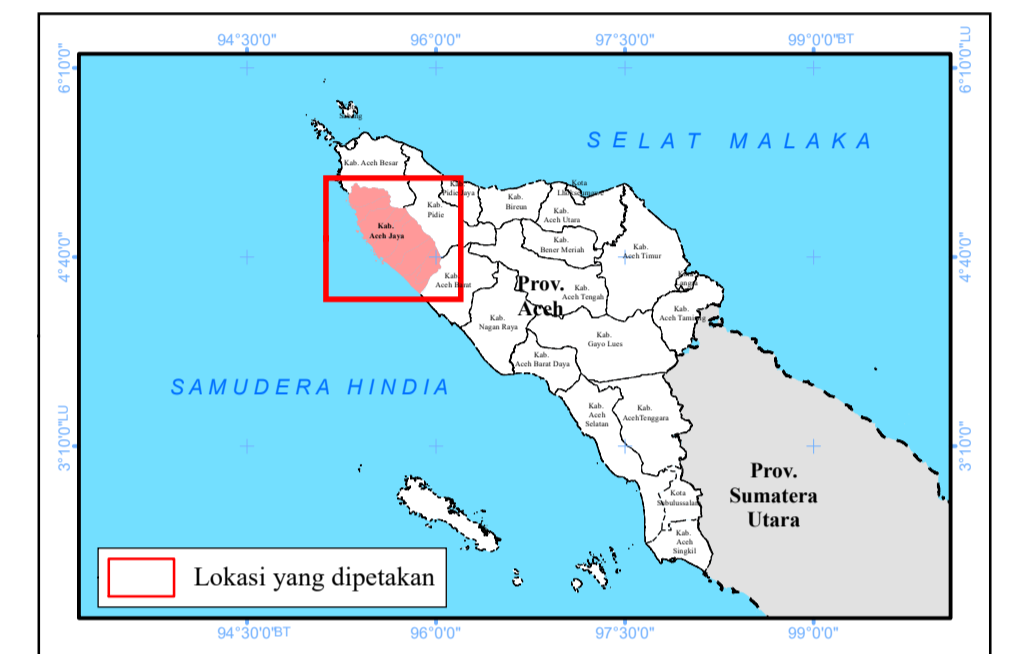 94°30'0"
96°0'0"
97°30'0"
99°0'0"BT
6°10'0"
6°10'0"LU
SELAT MALAKA
Kab. Aceh Besar
Kota
Kab.
Kab.
Pidie
Kab.
Bireun
Kab.
Aceh Utara
Kab.
Aceh Jaya
Kab.
Bener Meriah
Kab.
Aceh Timur
4°40'0"
4°40'0"
Kab.
Aceh Barat
Prov.
Aceh
Kab.
Aceh Tengah
Kab.
Aceh Tamiang
Kab.
Nagan Raya
Kab.
Gayo Lues
Kab.
Aceh Barat Daya
SAMUDERA HINDIA
Kab.
Aceh
Selatan
Kab.
AcehTenggara
3°10'0"LU
3°10'0"
Prov.
Sumatera
Utara
Kota
Subulussalam
Kab.
Aceh
Singkil
Lokasi yang dipetakan
94°30'0"BT
96°0'0"
97°30'0"
99°0'0"